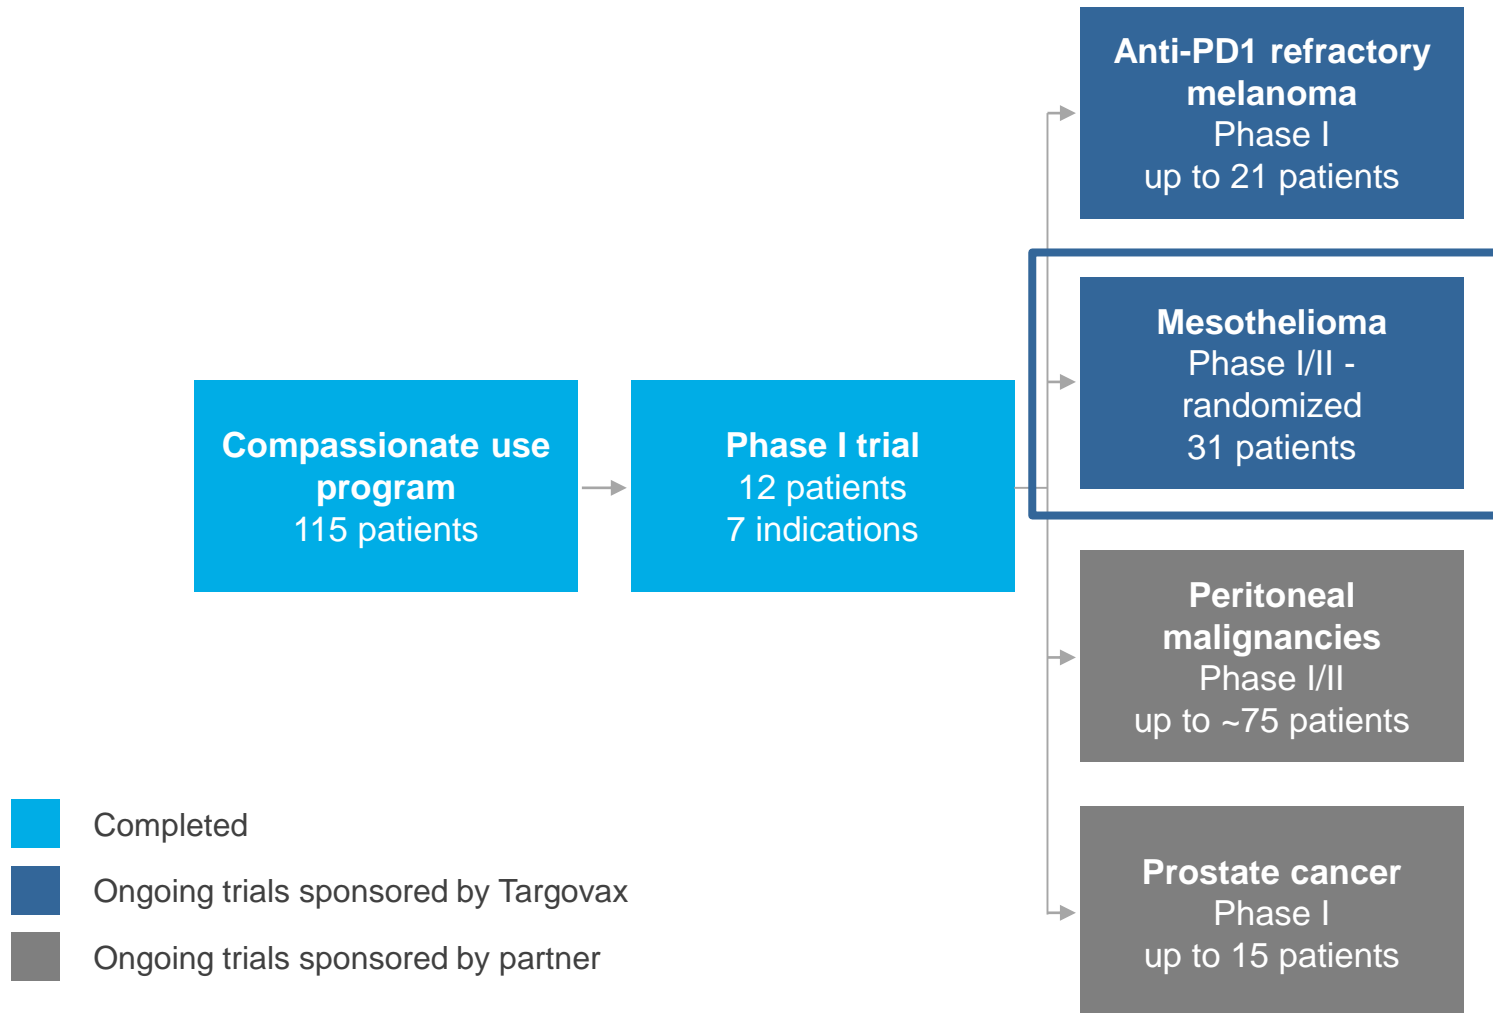 Anti-PD1 refractory
melanoma
Phase I
up to 21 patients
Mesothelioma
Phase I/II -
randomized
31 patients
Compassionate use
program
115 patients
Phase I trial
12 patients
7 indications
Peritoneal
malignancies
Phase I/II
up to ~75 patients
Prostate cancer
Phase I
up to 15 patients
Completed
Ongoing trials sponsored by Targovax
Ongoing trials sponsored by partner